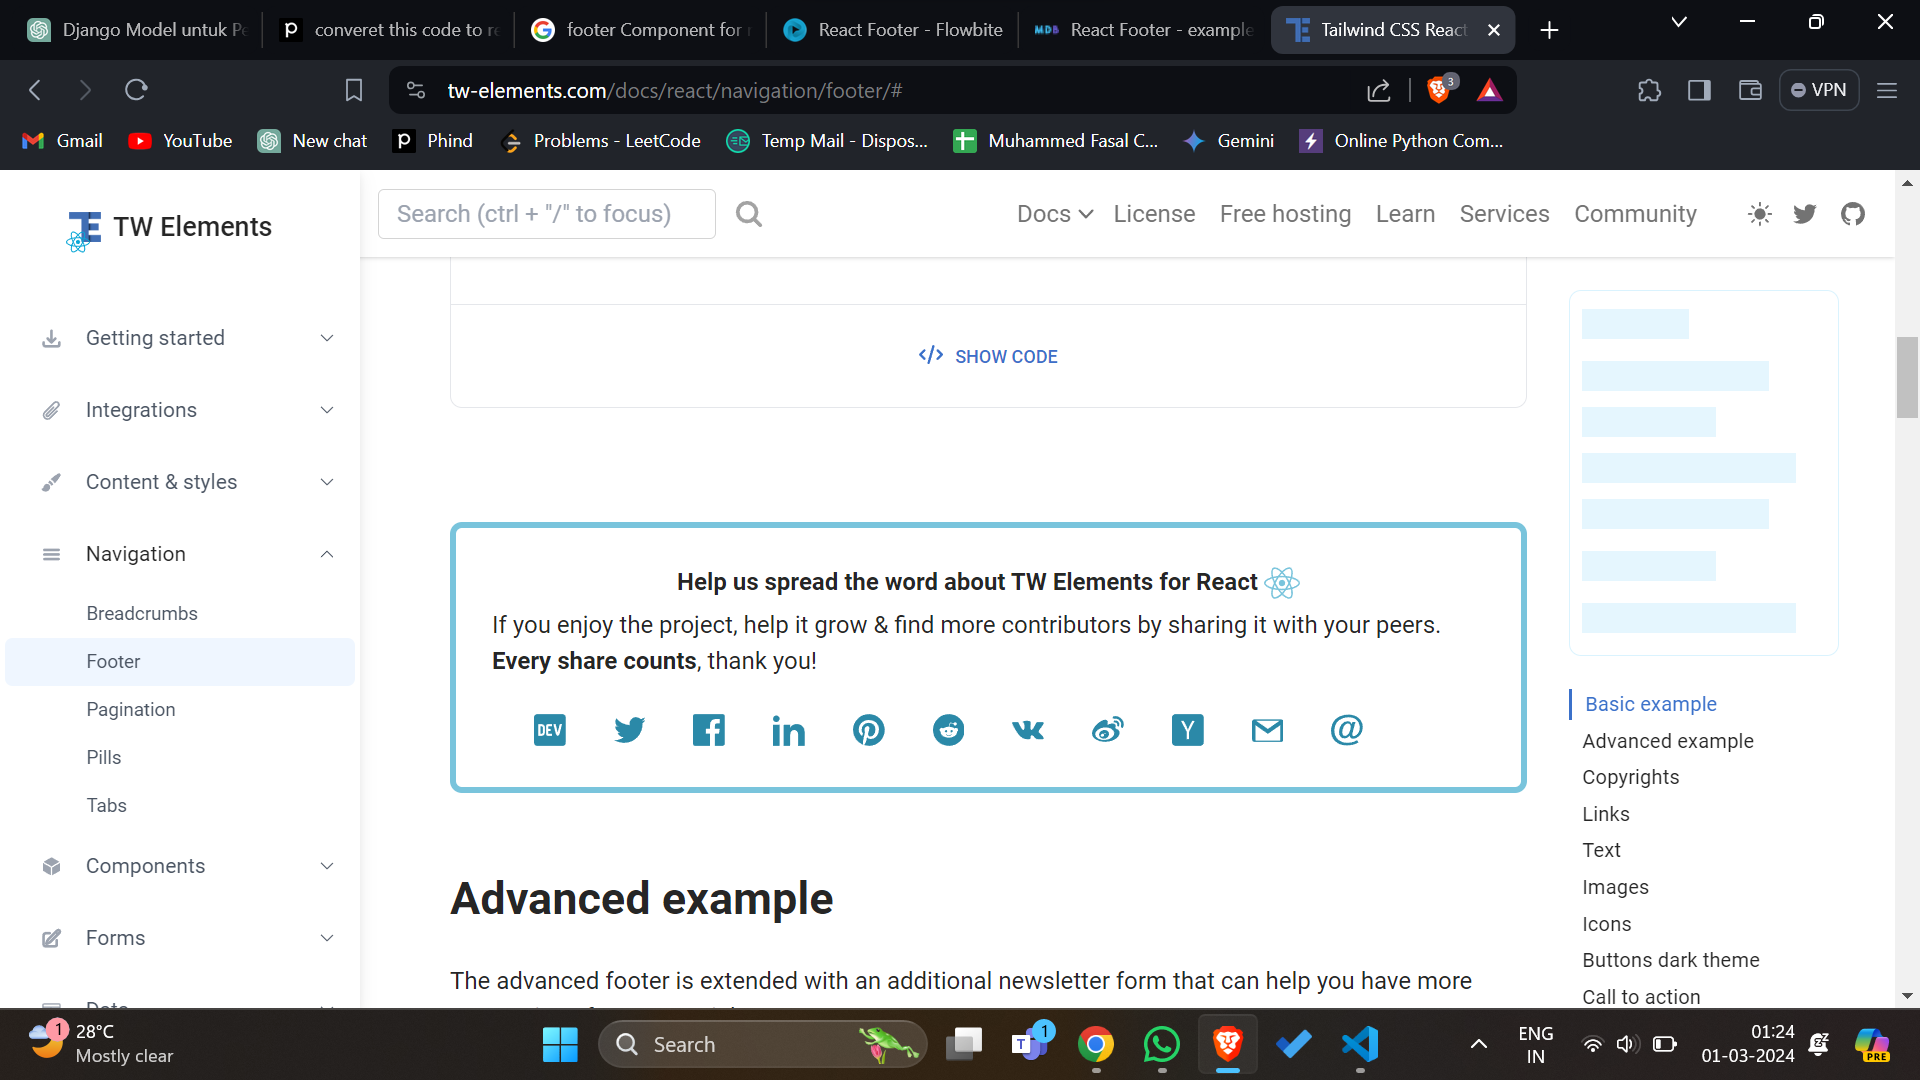 Django Model untuk Pe
converet this code to re
footer Component for r
React Footer - Flowbite
MDB React Footer - example
Tailwind CSS React
tw-elements.com/docs/react/navigation/footer/#
3
VPN
Gmail
YouTube
New chat
Phind
Problems - LeetCode
Temp Mail - Dispos...
Muhammed Fasal C...
Gemini
Online Python Com...
TW Elements
Search (ctrl + "/" to focus)
Docs
License
Free hosting
Learn
Services
Community
Getting started
Integrations
Content & styles
Navigation
Breadcrumbs
Footer
Pagination
Pills
Tabs
Components
Forms
Data
SHOW CODE
Help us spread the word about TW Elements for React
If you enjoy the project, help it grow & find more contributors by sharing it with your peers.
Every share counts, thank you!
DEV
Advanced example
The advanced footer is extended with an additional newsletter form that can help you have more
Basic example
Advanced example
Copyrights
Links
Text
Images
Icons
Buttons dark theme
Call to action
1
28°C
Mostly clear
Search
1
ENG
IN
01:24
01-03-2024
PRE